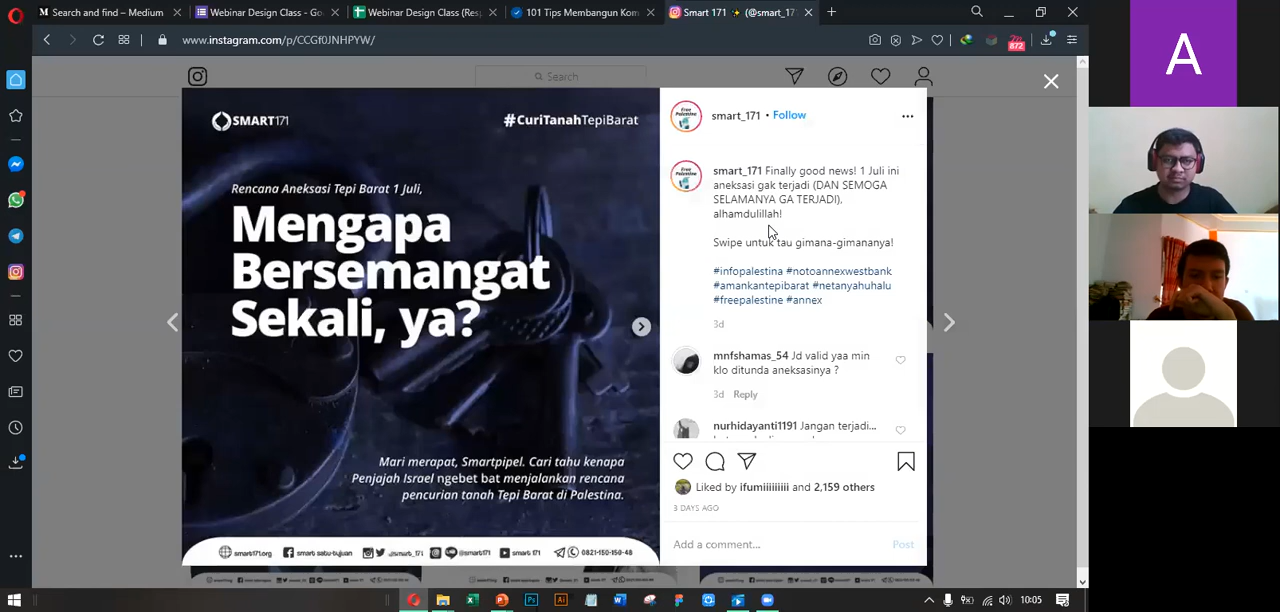 Search and find – Medium
Webinar Design Class - Go
Webinar Design Class (Res
101 Tips Membangun Kom
Smart 171 ✨ (@smart_17
www.instagram.com/p/CCGf0JNHPYW/
872
Search
SMART171
#CuriTanahTepiBarat
Rencana Aneksasi Tepi Barat 1 Juli,
Mengapa
Bersemangat
Sekali, ya?
Mari merapat, Smartpipel. Cari tahu kenapa
Penjajah Israel ngebet bat menjalankan rencana
pencurian tanah Tepi Barat di Palestina.
smart171.org smart satu-tujuan @smart_171 @smart171 smart 171 0821-150-150-48
smart_171 • Follow
smart_171 Finally good news! 1 Juli ini
aneksasi gak terjadi (DAN SEMOGA
SELAMANYA GA TERJADI),
alhamdulillah!
Swipe untuk tau gimana-gimananya!
#infopalestina #notoannexwestbank
#amankantepibarat #netanyahuhalu
#freepalestine #annex
3d
mnfshamas_54 Jd valid yaa min
klo ditunda aneksasinya ?
3d Reply
nurhidayanti1191 Jangan terjadi...
Liked by ifumiiiiiiiii and 2,159 others
3 DAYS AGO
Add a comment...
Post
A
10:05